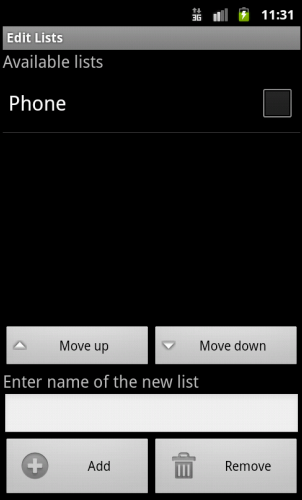 3G 11:31
Edit Lists
Available lists
Phone
Move up Move down
Enter name of the new list
Add Remove